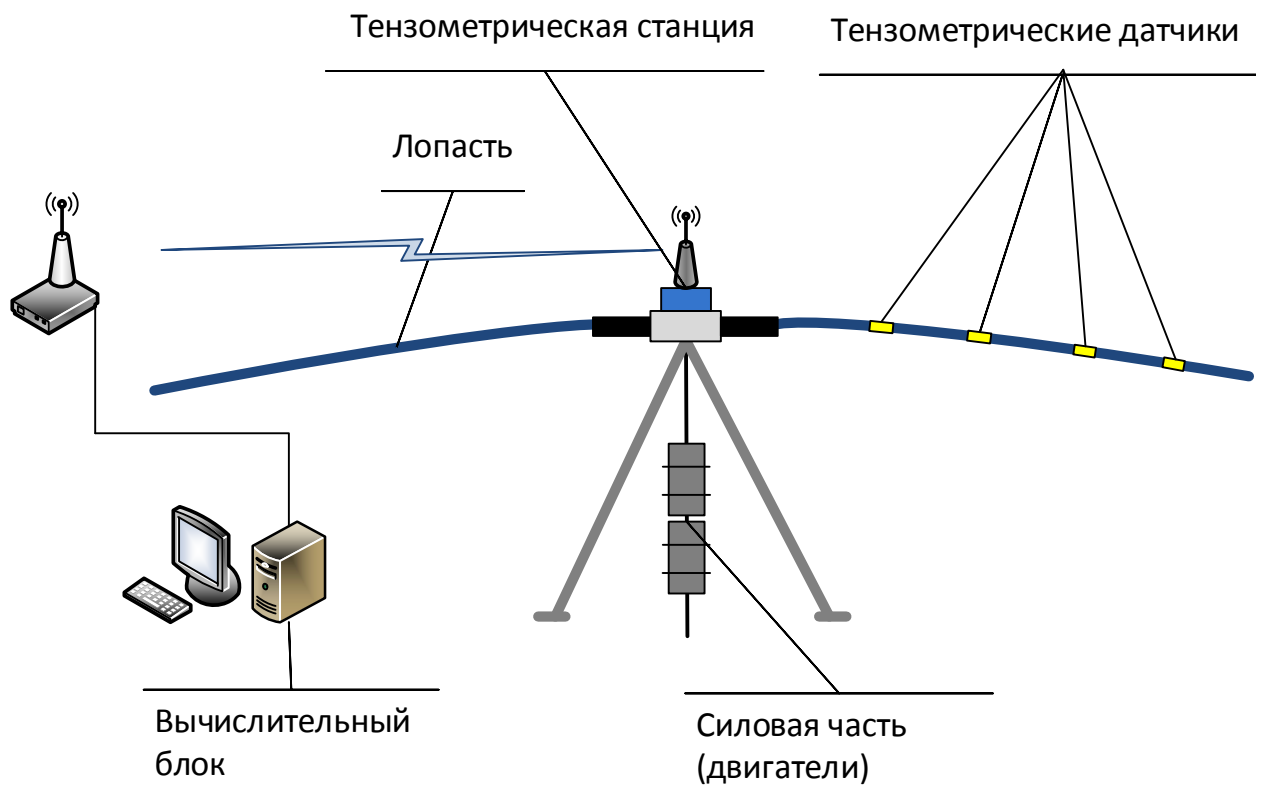 Тензометрическая станция
Тензометрические датчики
Лопасть
Вычислительный
блок
Силовая часть
(двигатели)